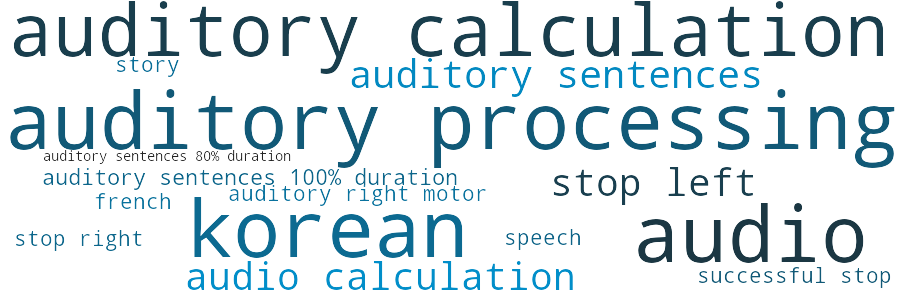 auditory calculation
story
auditory sentences
auditory processing
auditory sentences 80% duration
auditory sentences 100% duration
stop left
auditory right motor
french
korean
audio
stop right
speech
audio calculation
successful stop